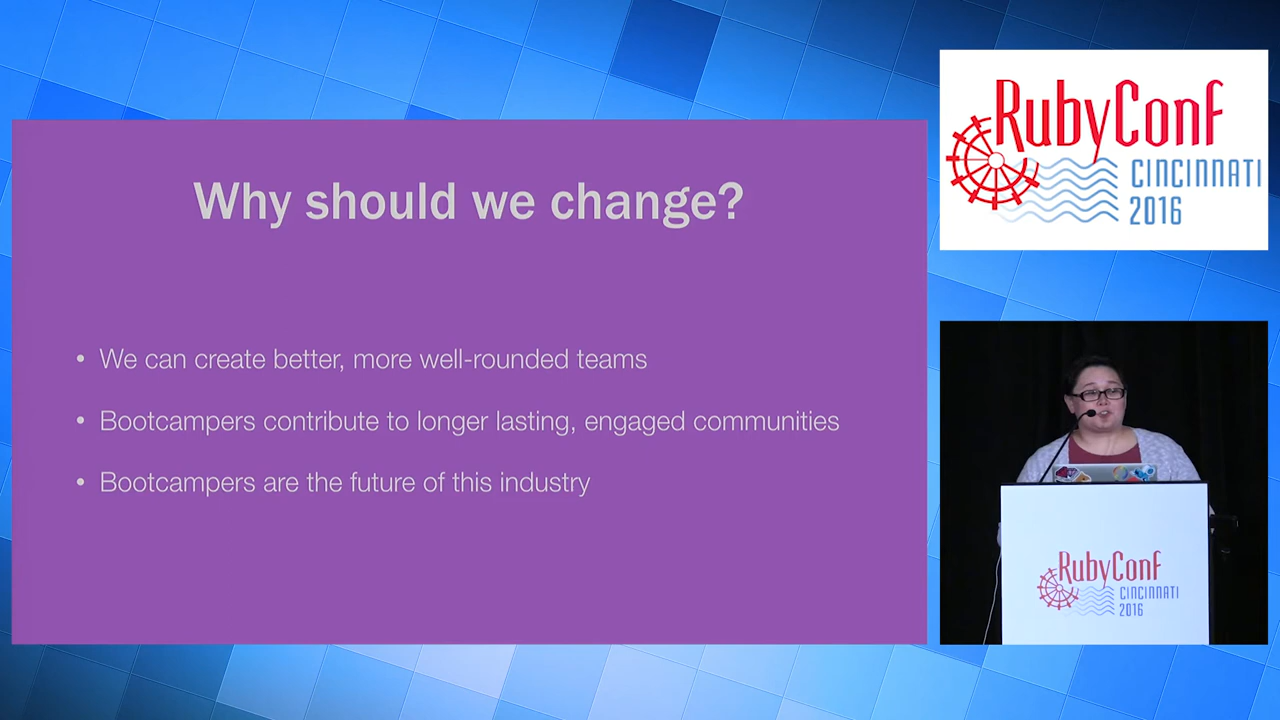 Why should we change?
• We can create better, more well-rounded teams
• Bootcampers contribute to longer lasting, engaged communities
• Bootcampers are the future of this industry
RubyConf
CINCINNATI
2016
RubyConf
CINCINNATI
2016